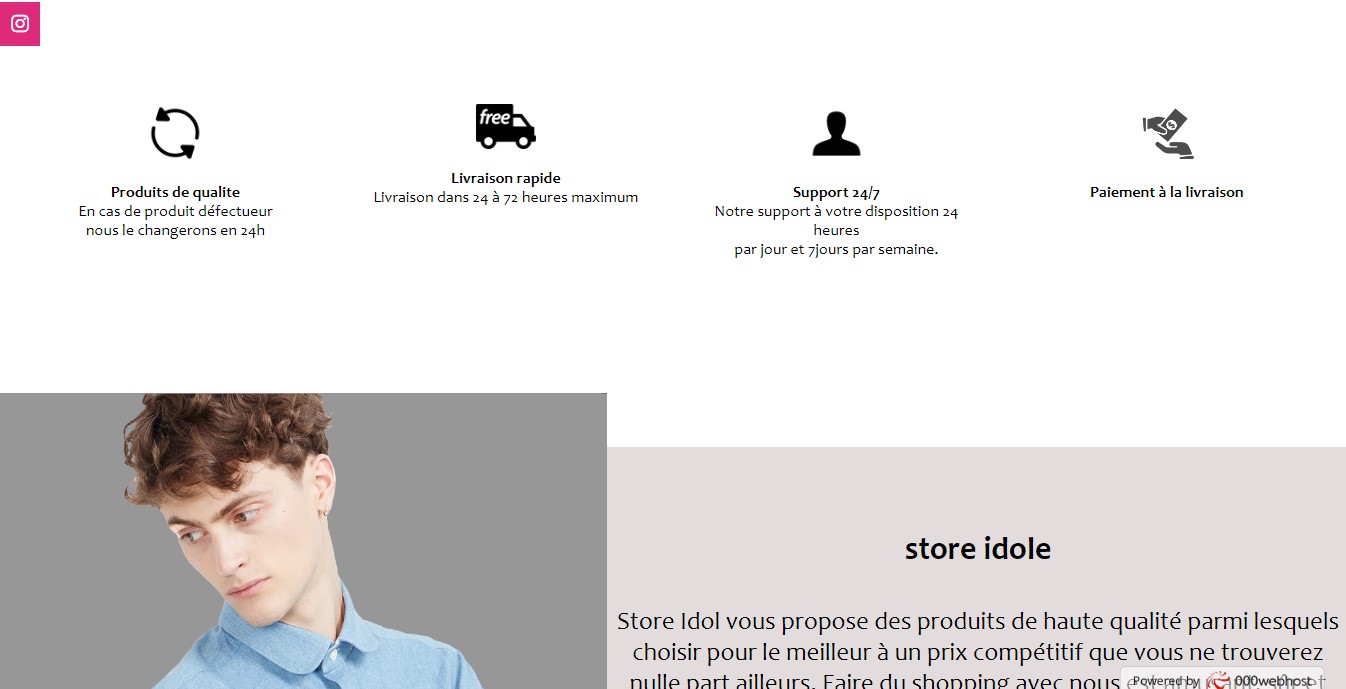 free
Produits de qualite
En cas de produit défectueur
nous le changerons en 24h
Livraison rapide
Livraison dans 24 à 72 heures maximum
Support 24/7
Notre support à votre disposition 24
heures
par jour et 7jours par semaine.
Paiement à la livraison
store idole
Store Idol vous propose des produits de haute qualité parmi lesquels
choisir pour le meilleur à un prix compétitif que vous ne trouverez
nulle part ailleurs. Faire du shopping avec nous
Powered by 000webhost